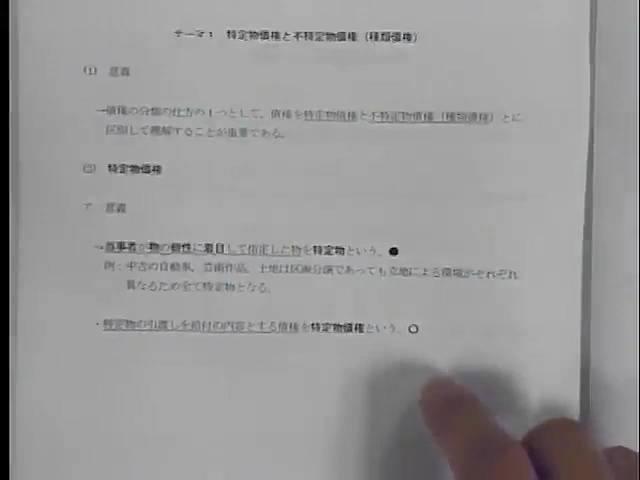 テーマ1 特定物債権と不特定物債権（種類債権）
(1) 意義
→債権の分類の仕方の1つとして、債権を特定物債権と不特定物債権（種類債権）とに
区別して理解することが重要である。
(2) 特定物債権
ア 意義
→当事者が物の個性に着目して指定した物を特定物という。●
例：中古の自動車、芸術作品。土地は区画分譲であっても立地による環境がそれぞれ
異なるため全て特定物となる。
・特定物の引渡しを給付の内容とする債権を特定物債権という。○